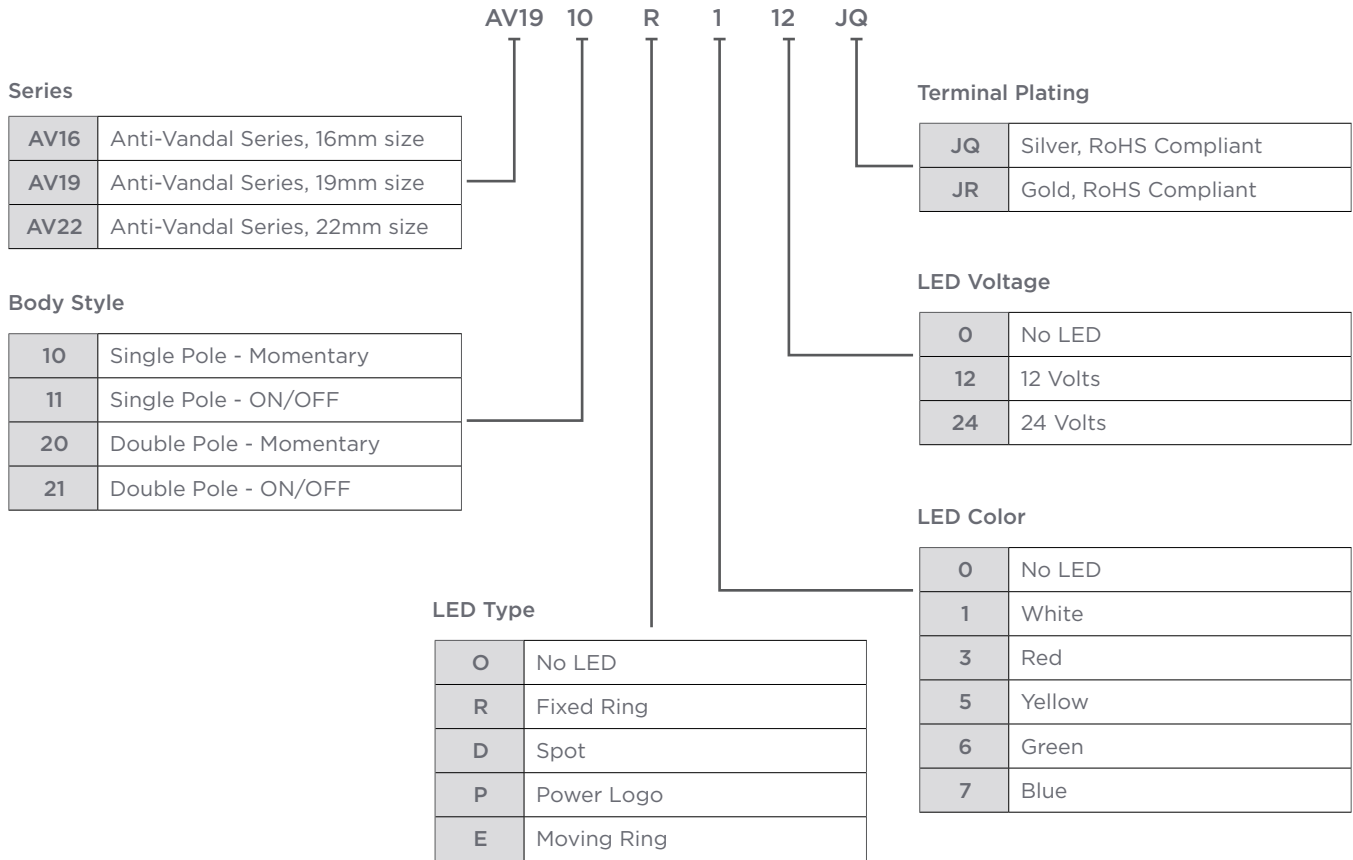 AV19 10 R 1 12 JQ
Series
AV16 Anti-Vandal Series, 16mm size
AV19 Anti-Vandal Series, 19mm size
AV22 Anti-Vandal Series, 22mm size
Body Style
10 Single Pole - Momentary
11 Single Pole - ON/OFF
20 Double Pole - Momentary
21 Double Pole - ON/OFF
LED Type
O No LED
R Fixed Ring
D Spot
P Power Logo
E Moving Ring
Terminal Plating
JQ Silver, RoHS Compliant
JR Gold, RoHS Compliant
LED Voltage
0 No LED
12 12 Volts
24 24 Volts
LED Color
0 No LED
1 White
3 Red
5 Yellow
6 Green
7 Blue